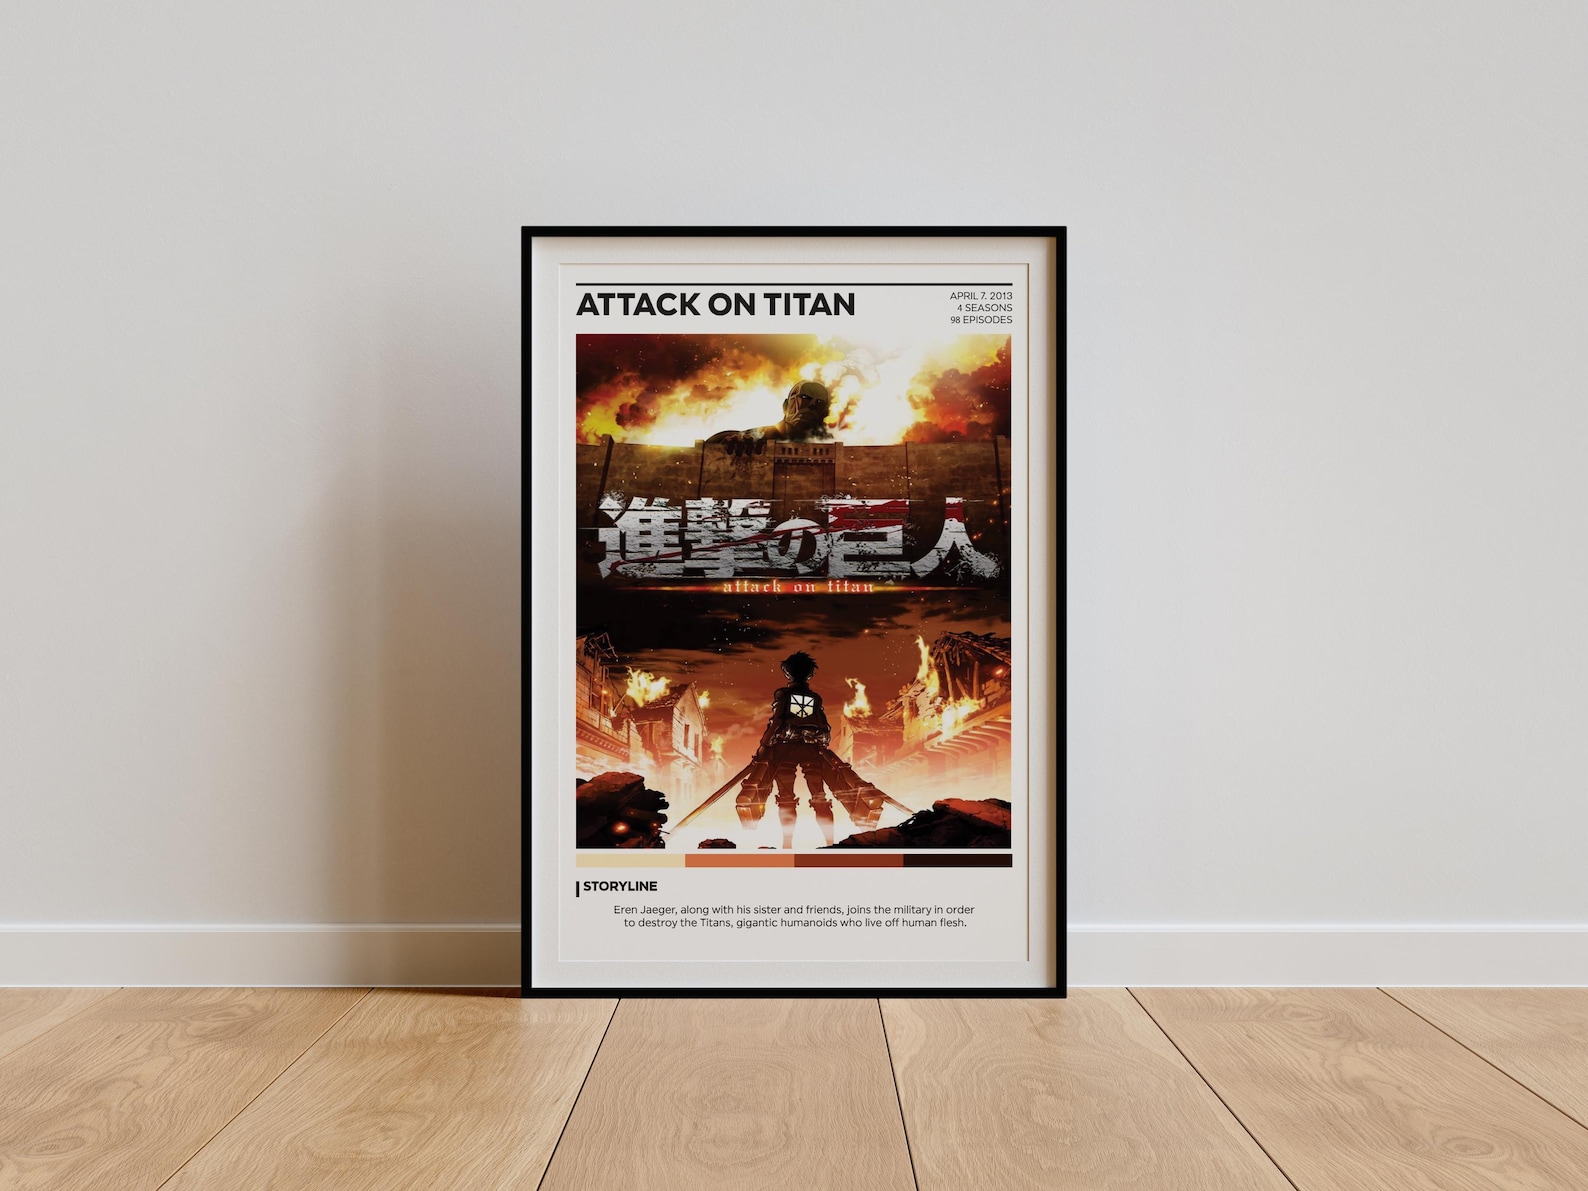 ATTACK ON TITAN
APRIL 7. 2013
4 SEASONS
98 EPISODES
進撃の巨人
attack on titan
STORYLINE
Eren Jaeger, along with his sister and friends, joins the military in order
to destroy the Titans, gigantic humanoids who live off human flesh.